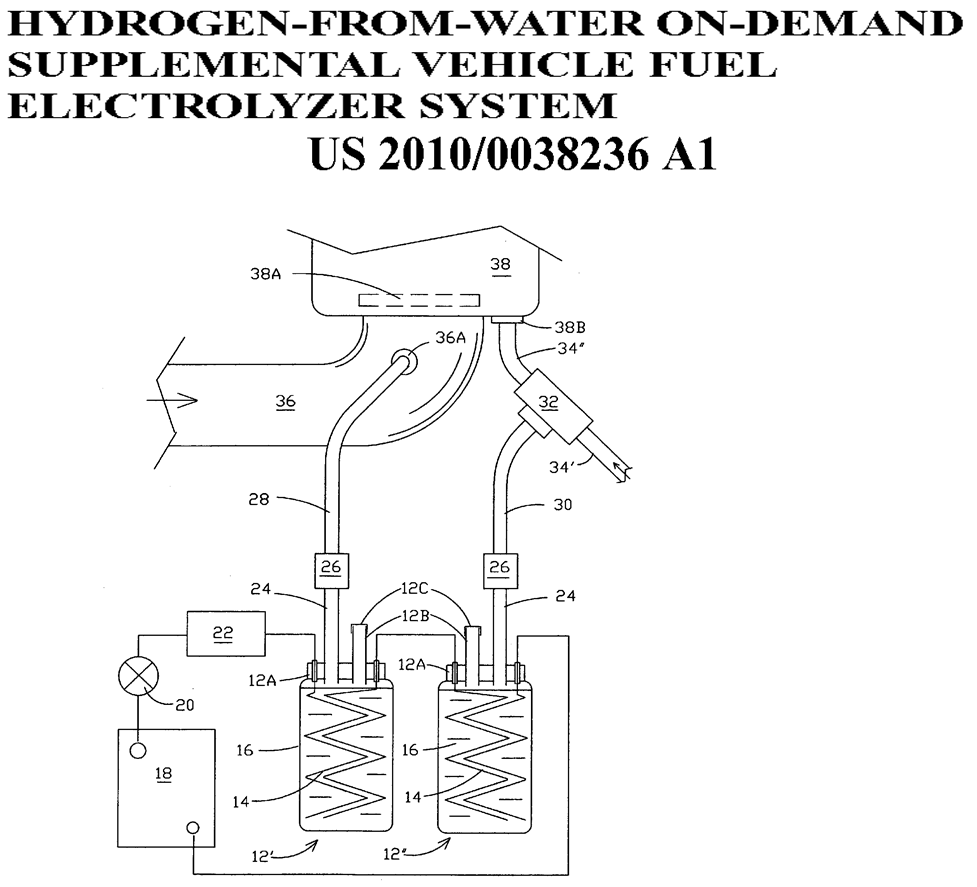 HYDROGEN-FROM-WATER ON-DEMAND
SUPPLEMENTAL VEHICLE FUEL
ELECTROLYZER SYSTEM
US 2010/0038236 A1
38
38A
38B
36A
34"
32
36
34'
28
30
26
26
24
12C
24
12B
22
12A
12A
20
16
16
18
14
14
12'
12"